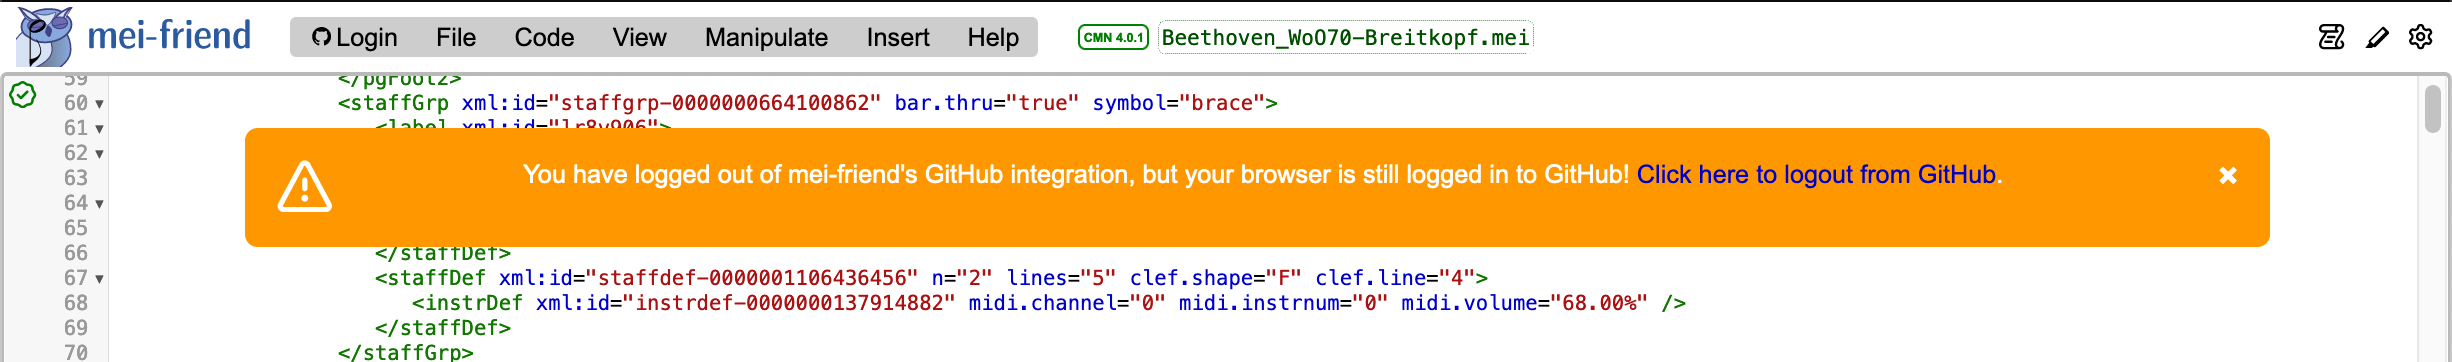 mei-friend Login File Code View Manipulate Insert Help CMN 4.0.1 Beethoven_WoO70-Breitkopf.mei
59 </pgFoot2>
60 <staffGrp xml:id="staffgrp-0000000664100862" bar.thru="true" symbol="brace">
61 <label xml:id="lr8y906">
62
You have logged out of mei-friend's GitHub integration, but your browser is still logged in to GitHub! Click here to logout from GitHub.
63
64
65
66 </staffDef>
67 <staffDef xml:id="staffdef-0000001106436456" n="2" lines="5" clef.shape="F" clef.line="4">
68 <instrDef xml:id="instrdef-0000000137914882" midi.channel="0" midi.instrnum="0" midi.volume="68.00%" />
69 </staffDef>
70 </staffGrp>